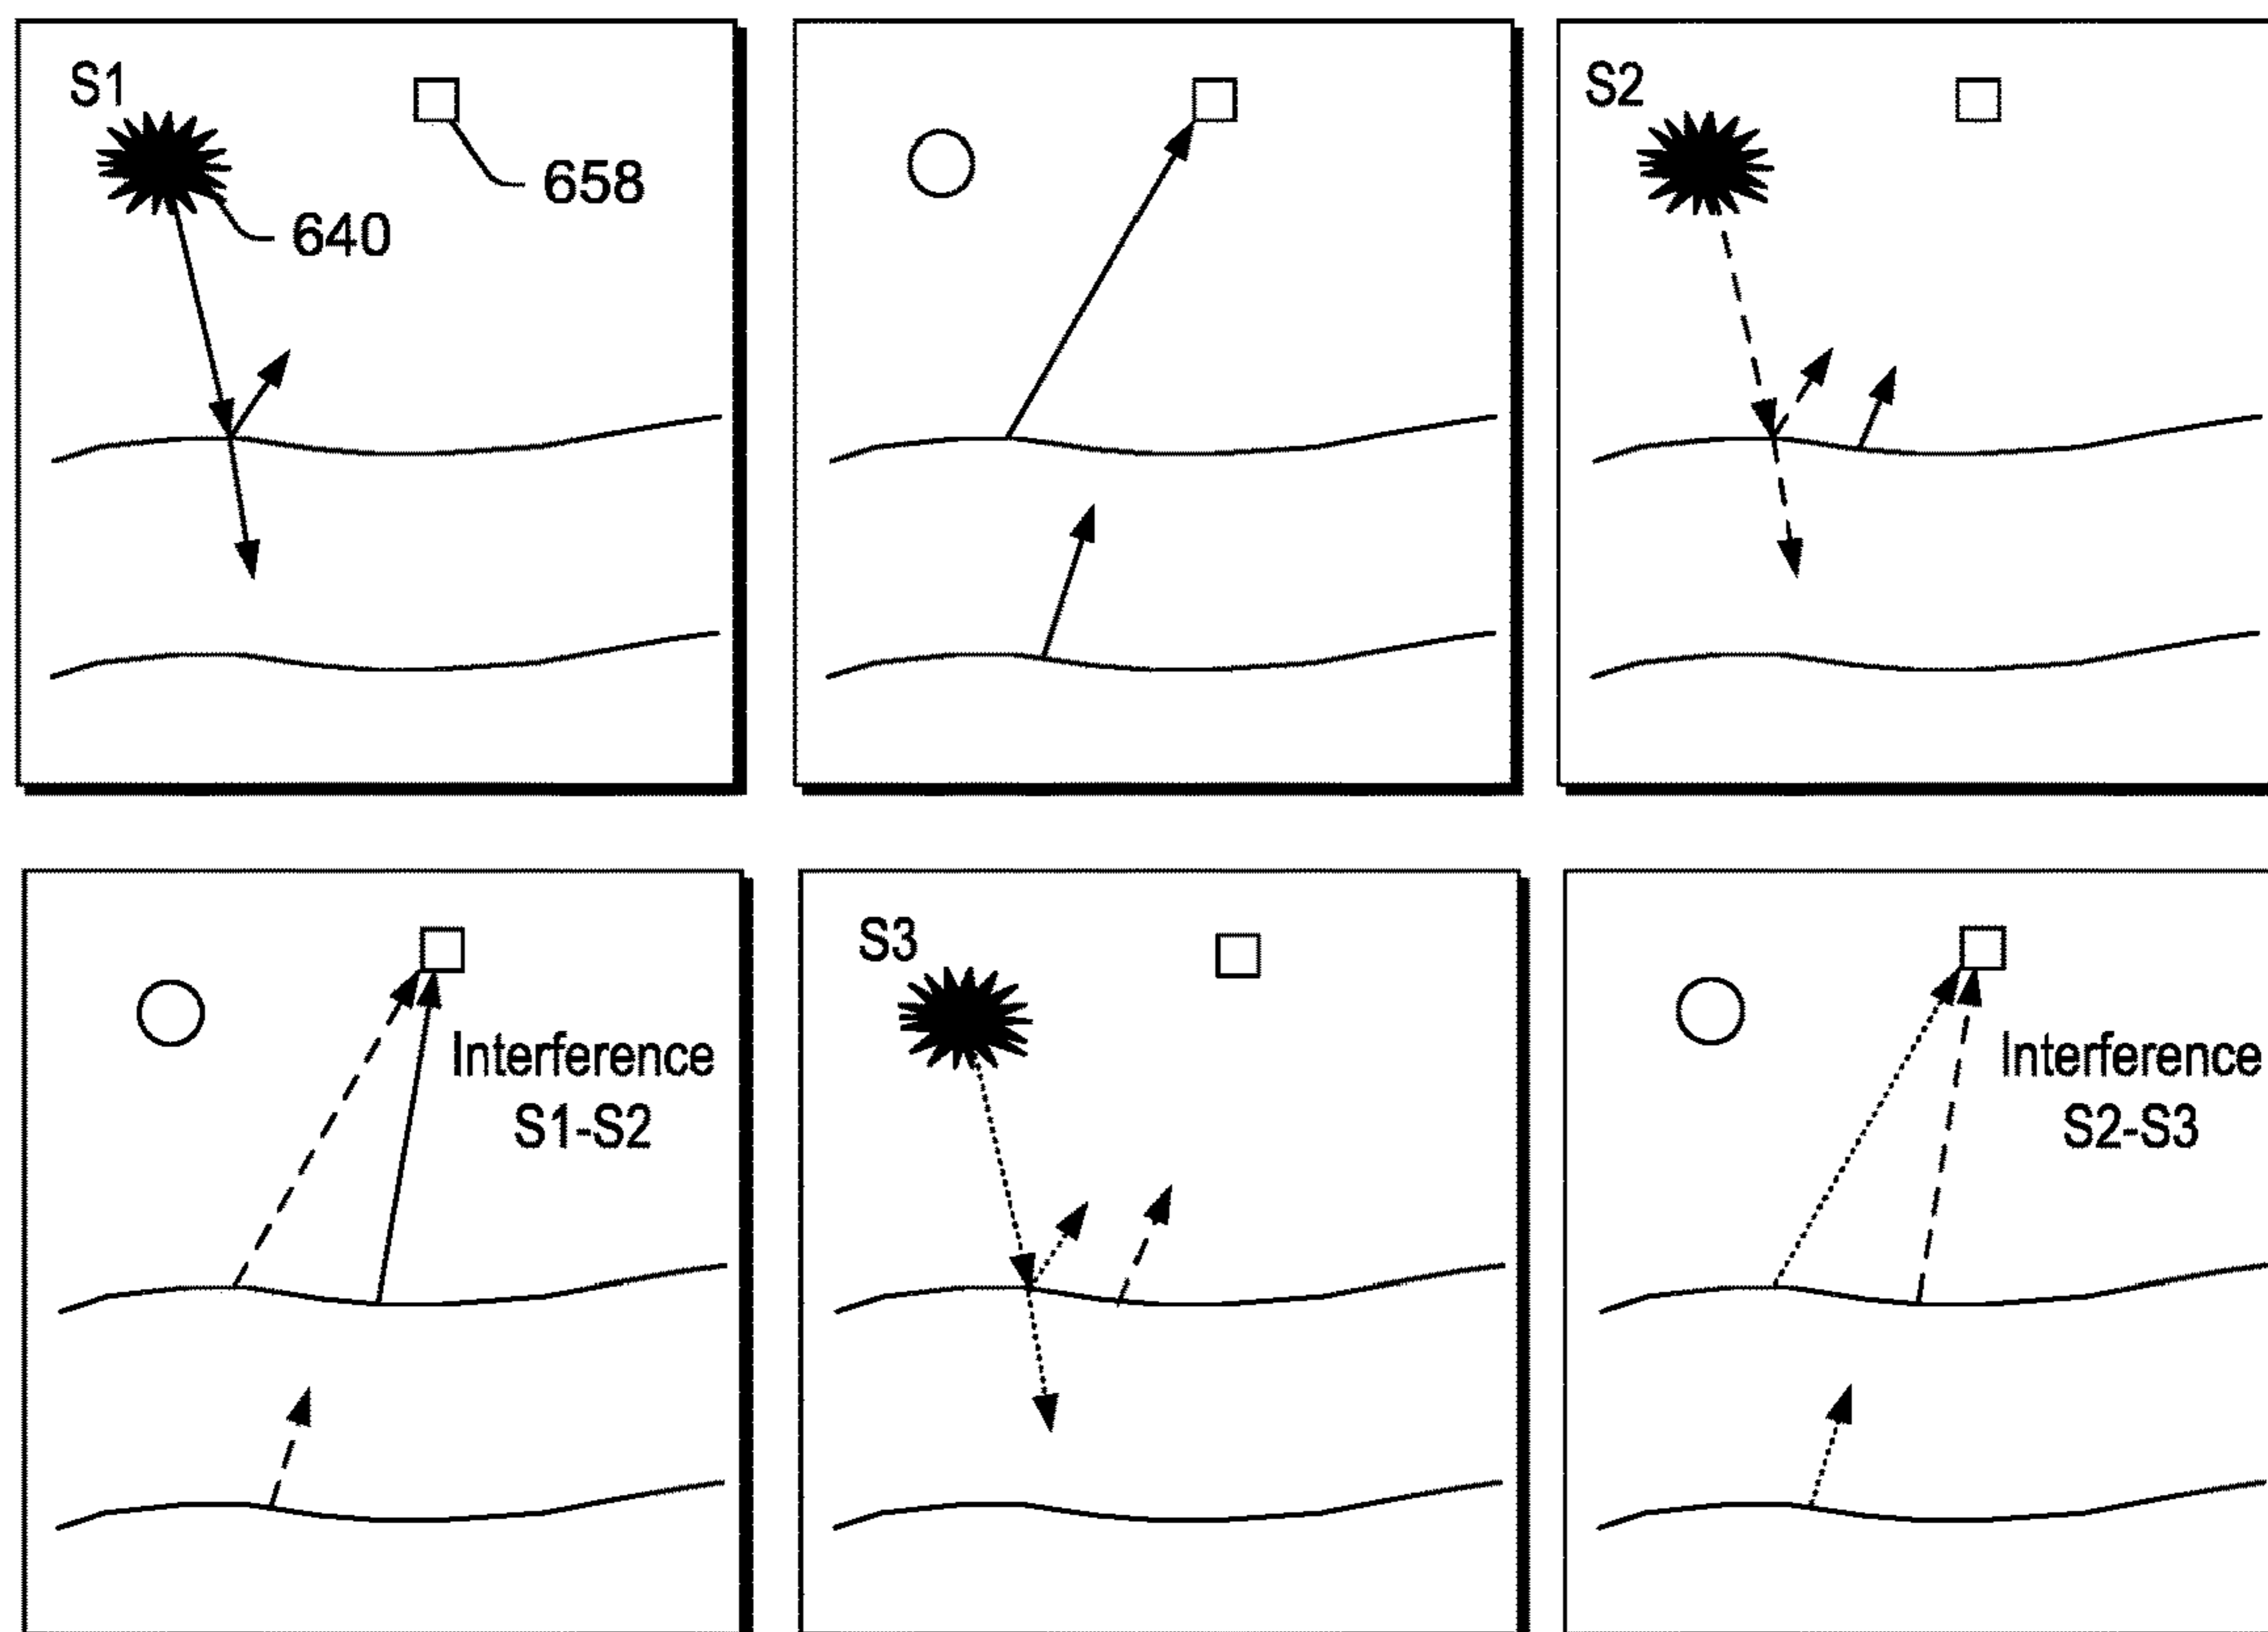 S1
658
640
S2
Interference
S1-S2
S3
Interference
S2-S3